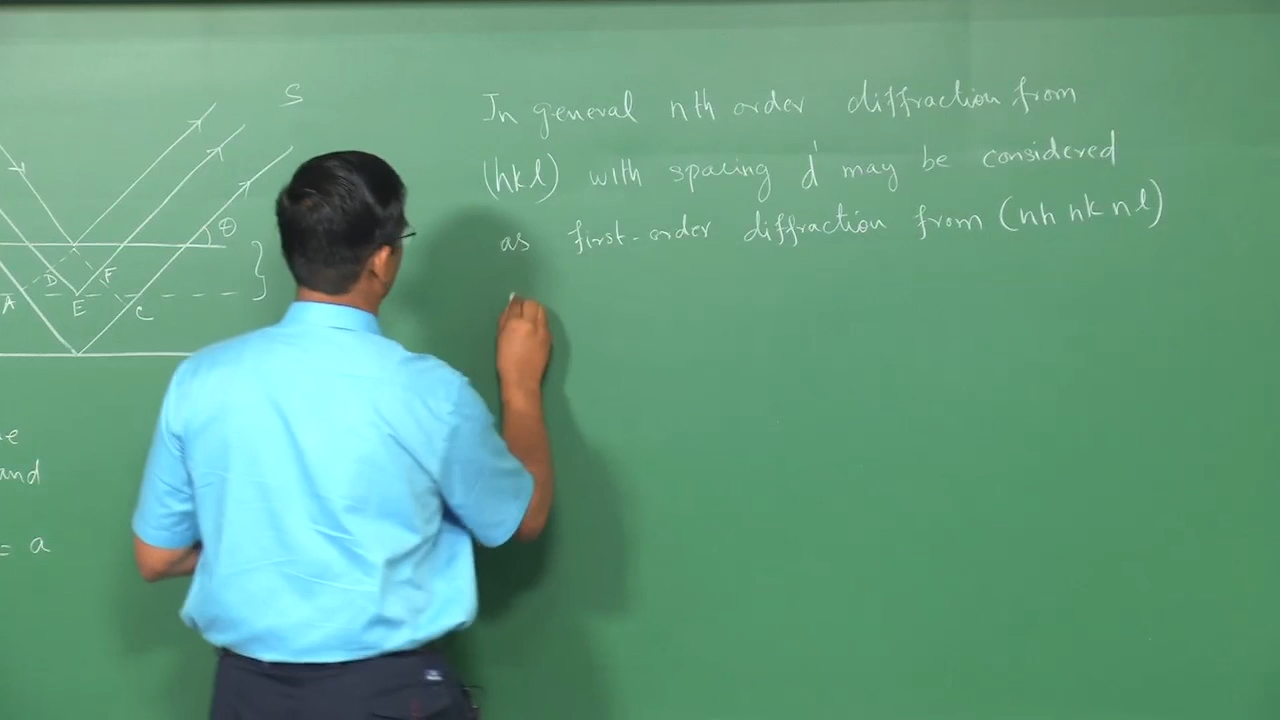 S
In general nth order diffraction from
(hkl) with spacing d' may be considered
as first-order diffraction from (nh nk nl)
θ
D F
A E C
and
= a